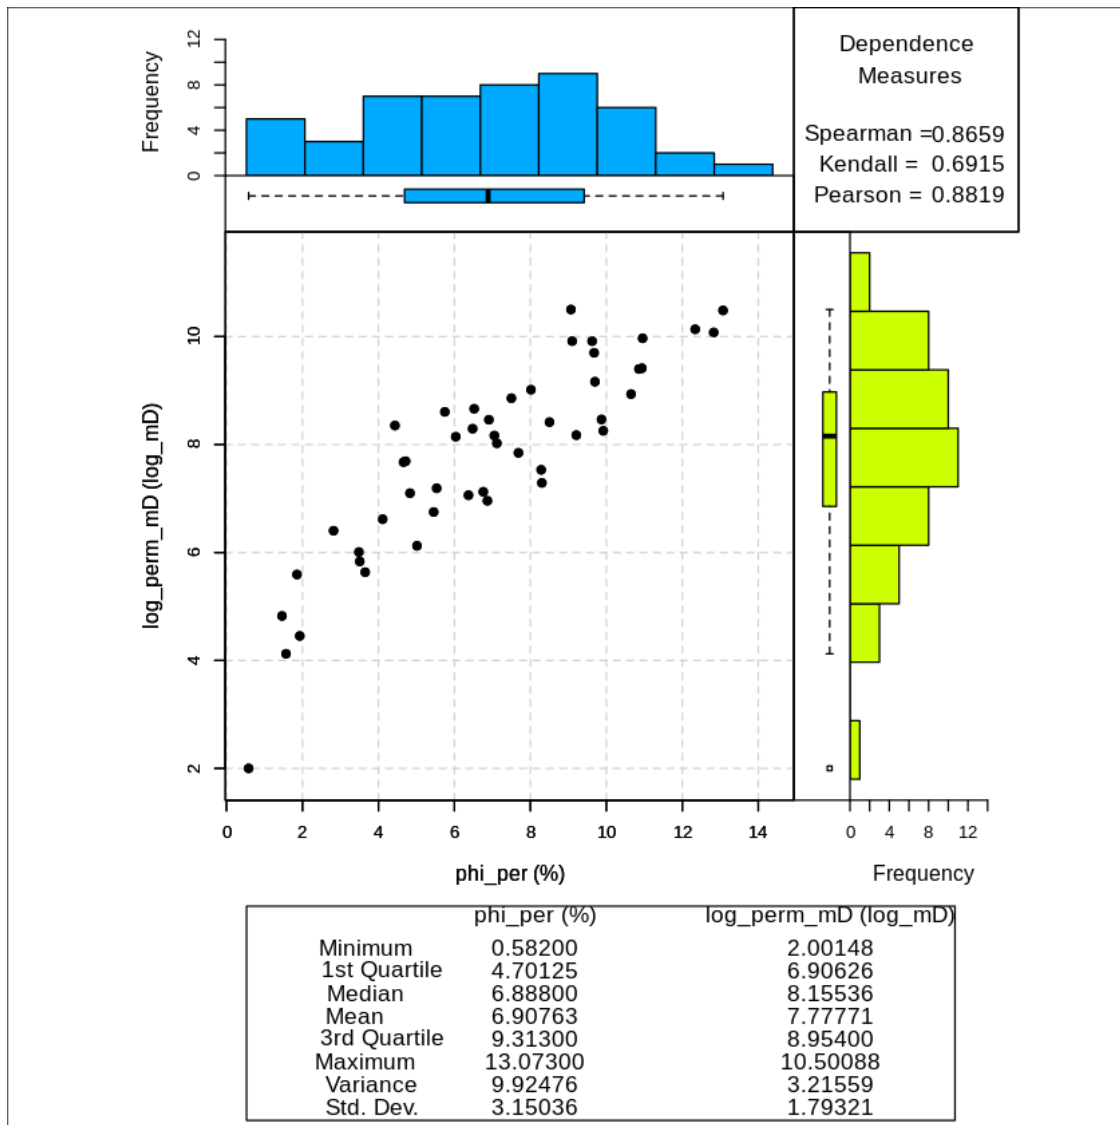 Dependence
Measures
Spearman =0.8659
Kendall = 0.6915
Pearson = 0.8819
Frequency
12
8
4
0
log_perm_mD (log_mD)
10
8
6
4
2
0 2 4 6 8 10 12 14
phi_per (%)
0 4 8 12
Frequency
phi_per (%) log_perm_mD (log_mD)
Minimum 0.58200 2.00148
1st Quartile 4.70125 6.90626
Median 6.88800 8.15536
Mean 6.90763 7.77771
3rd Quartile 9.31300 8.95400
Maximum 13.07300 10.50088
Variance 9.92476 3.21559
Std. Dev. 3.15036 1.79321